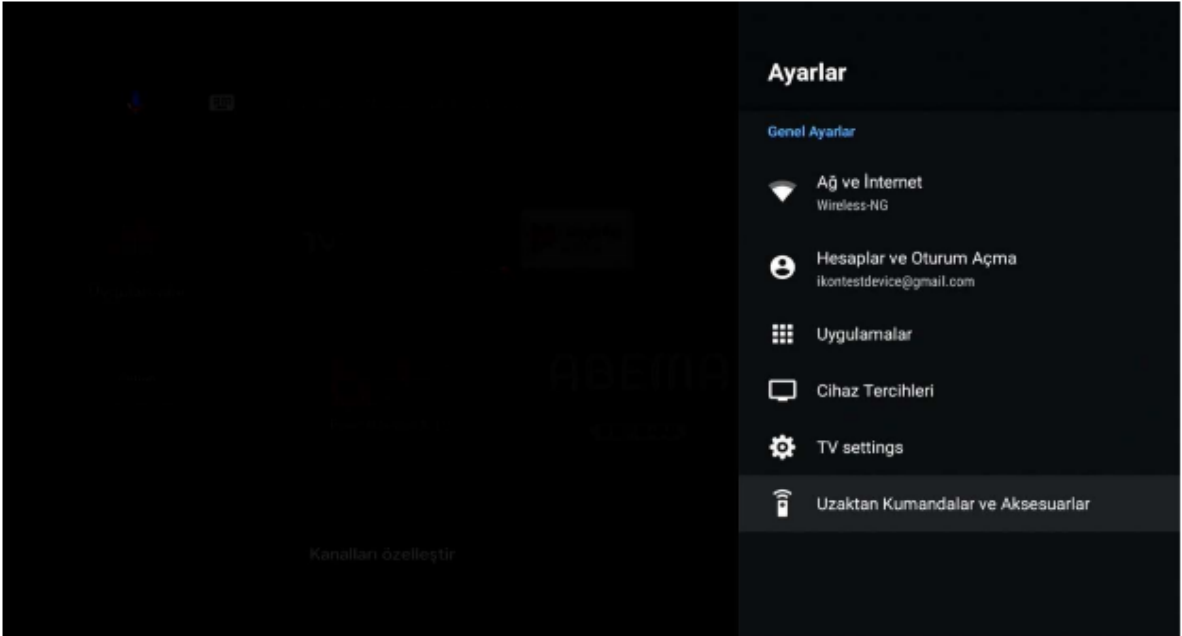 Ayarlar
Genel Ayarlar
Ağ ve İnternet
Wireless-NG
Hesaplar ve Oturum Açma
ikontestdevice@gmail.com
Uygulamalar
Cihaz Tercihleri
TV settings
Uzaktan Kumandalar ve Aksesuarlar
ABEMA
Kanalları özelleştir